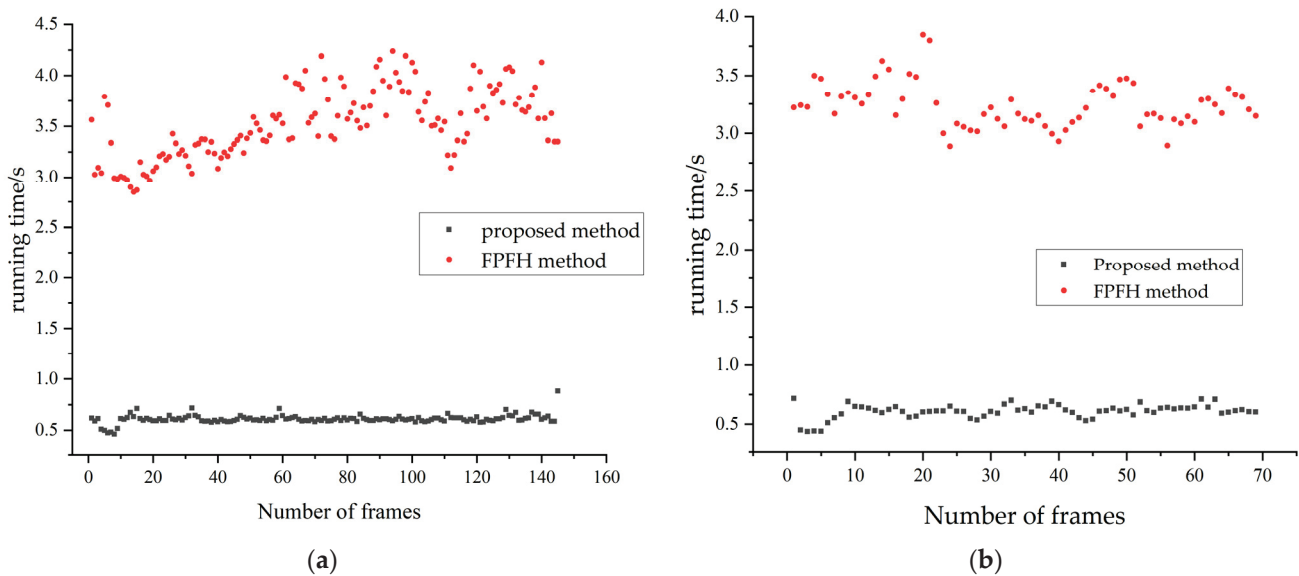 4.5
4.0
3.5
3.0
2.5
2.0
1.5
1.0
0.5
running time/s
proposed method
FPFH method
0 20 40 60 80 100 120 140 160
Number of frames
(a)
4.0
3.5
3.0
2.5
2.0
1.5
1.0
0.5
running time/s
Proposed method
FPFH method
0 10 20 30 40 50 60 70
Number of frames
(b)